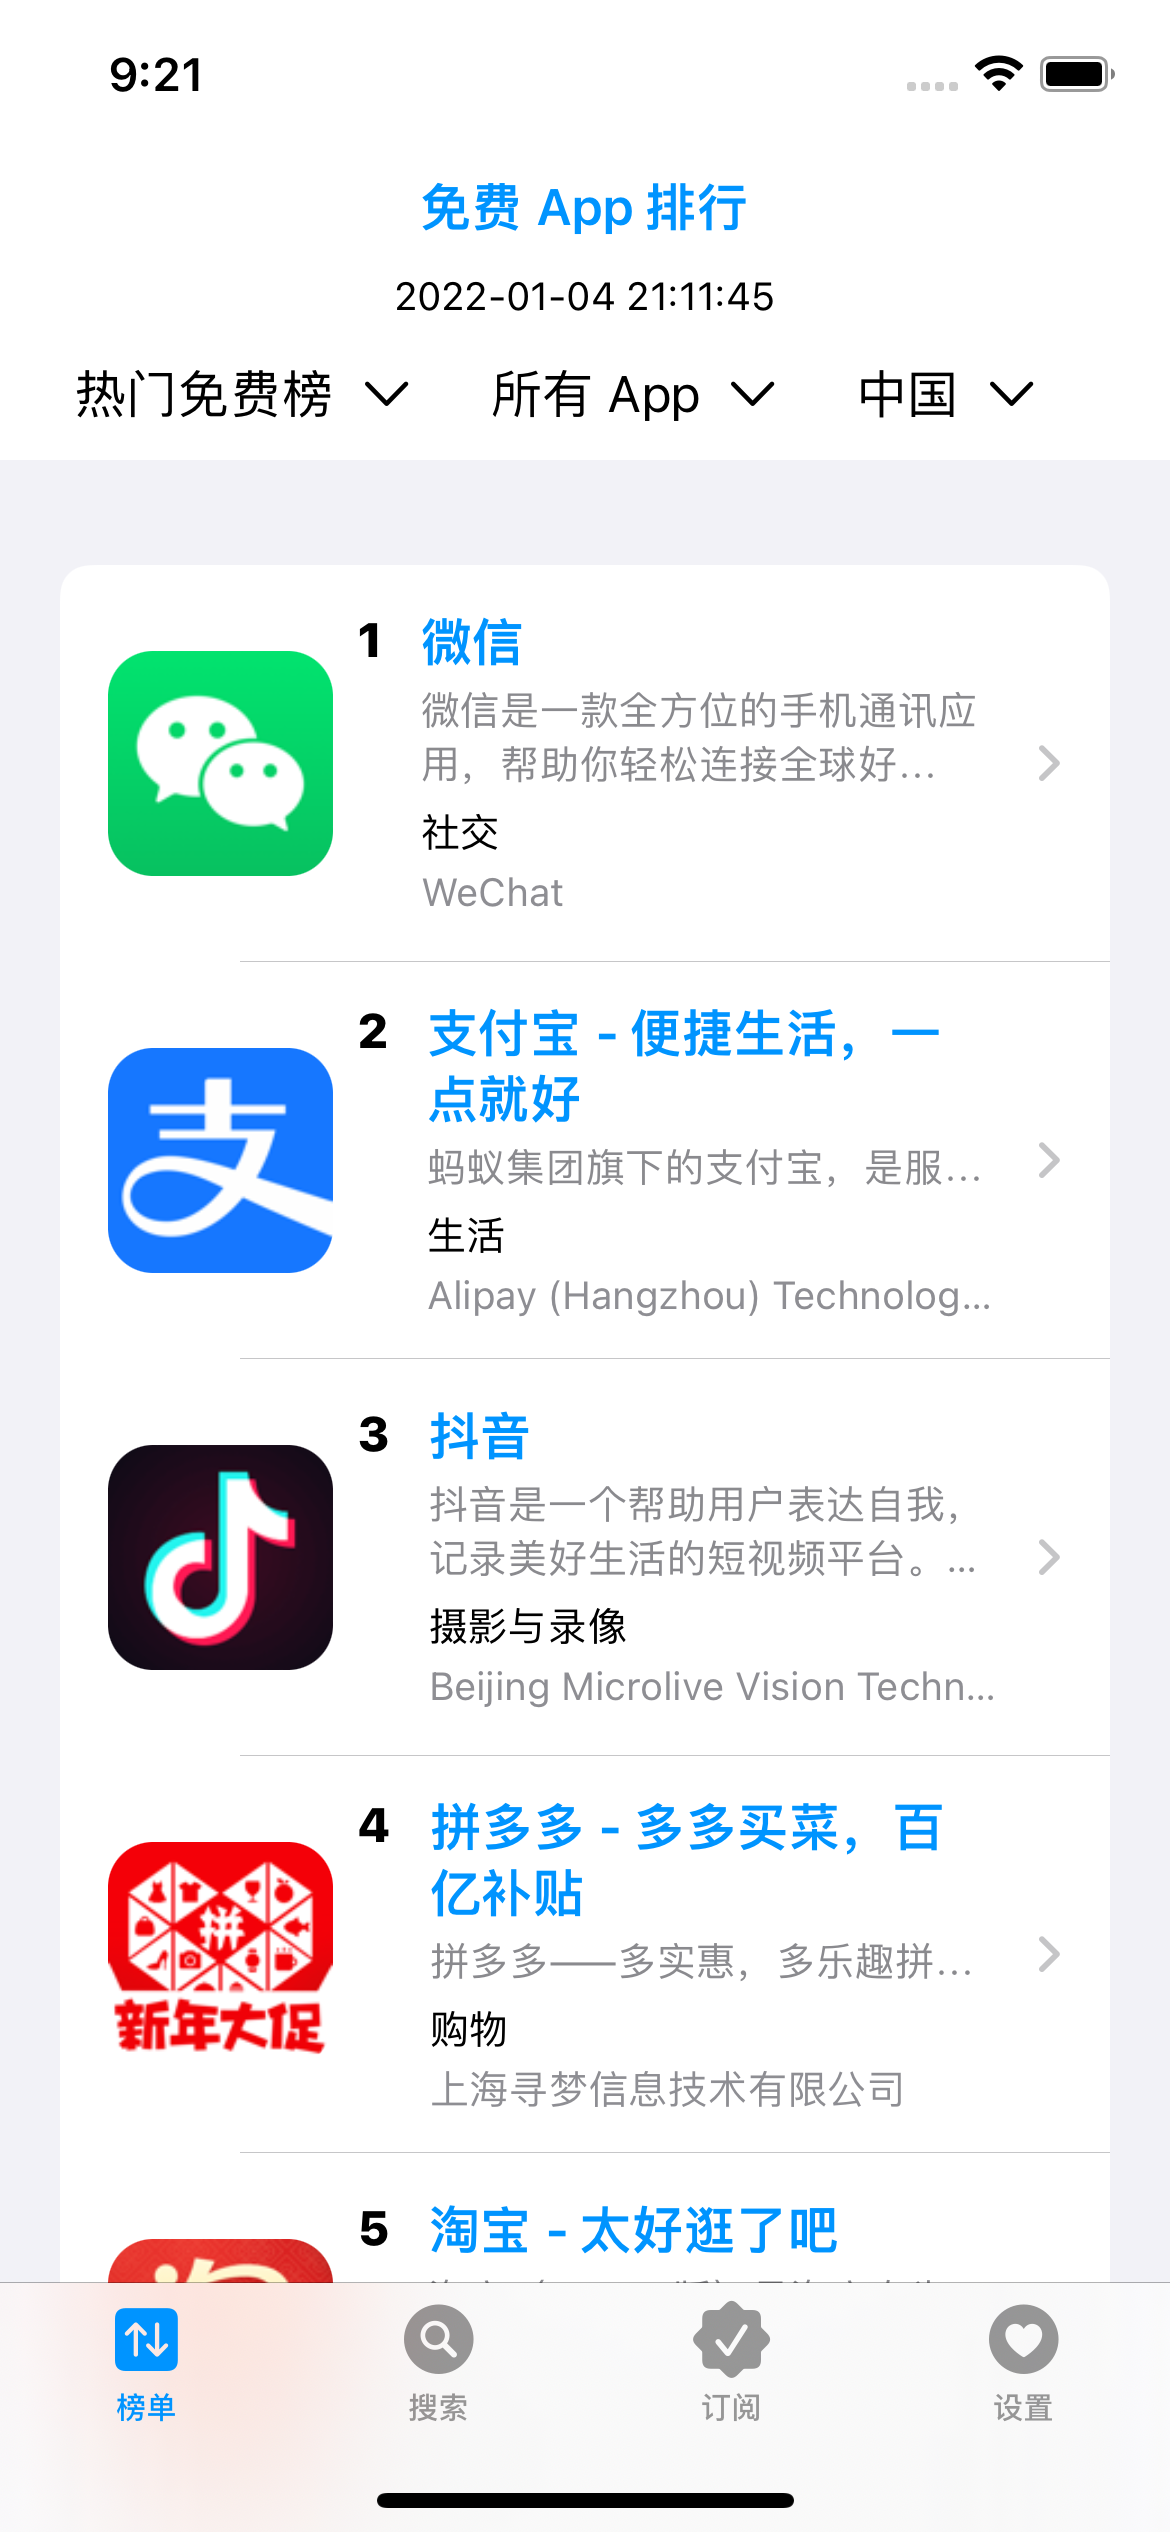 9:21
免费 App 排行
2022-01-04 21:11:45
热门免费榜 所有 App 中国
1 微信
微信是一款全方位的手机通讯应
用，帮助你轻松连接全球好...
社交
WeChat
支
2 支付宝 - 便捷生活，一
点就好
蚂蚁集团旗下的支付宝，是服...
生活
Alipay (Hangzhou) Technolog...
3 抖音
抖音是一个帮助用户表达自我，
记录美好生活的短视频平台。...
摄影与录像
Beijing Microlive Vision Techn...
拼
新年大促
4 拼多多 - 多多买菜，百
亿补贴
拼多多——多实惠，多乐趣拼...
购物
上海寻梦信息技术有限公司
5 淘宝 - 太好逛了吧
榜单 搜索 订阅 设置